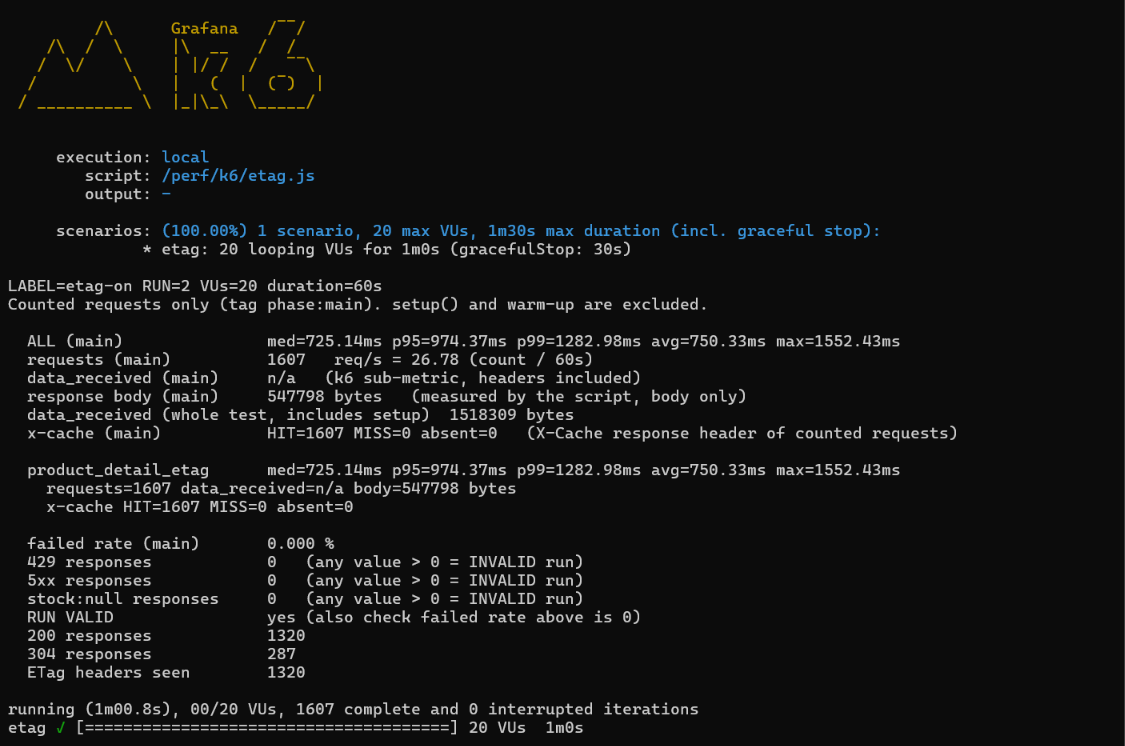 Grafana
execution: local
script: /perf/k6/etag.js
output: -
scenarios: (100.00%) 1 scenario, 20 max VUs, 1m30s max duration (incl. graceful stop):
* etag: 20 looping VUs for 1m0s (gracefulStop: 30s)
LABEL=etag-on RUN=2 VUs=20 duration=60s
Counted requests only (tag phase:main). setup() and warm-up are excluded.
ALL (main) med=725.14ms p95=974.37ms p99=1282.98ms avg=750.33ms max=1552.43ms
requests (main) 1607 req/s = 26.78 (count / 60s)
data_received (main) n/a (k6 sub-metric, headers included)
response body (main) 547798 bytes (measured by the script, body only)
data_received (whole test, includes setup) 1518309 bytes
x-cache (main) HIT=1607 MISS=0 absent=0 (X-Cache response header of counted requests)
product_detail_etag med=725.14ms p95=974.37ms p99=1282.98ms avg=750.33ms max=1552.43ms
requests=1607 data_received=n/a body=547798 bytes
x-cache HIT=1607 MISS=0 absent=0
failed rate (main) 0.000 %
429 responses 0 (any value > 0 = INVALID run)
5xx responses 0 (any value > 0 = INVALID run)
stock:null responses 0 (any value > 0 = INVALID run)
RUN VALID yes (also check failed rate above is 0)
200 responses 1320
304 responses 287
ETag headers seen 1320
running (1m00.8s), 00/20 VUs, 1607 complete and 0 interrupted iterations
etag ✓ [======================================] 20 VUs 1m0s